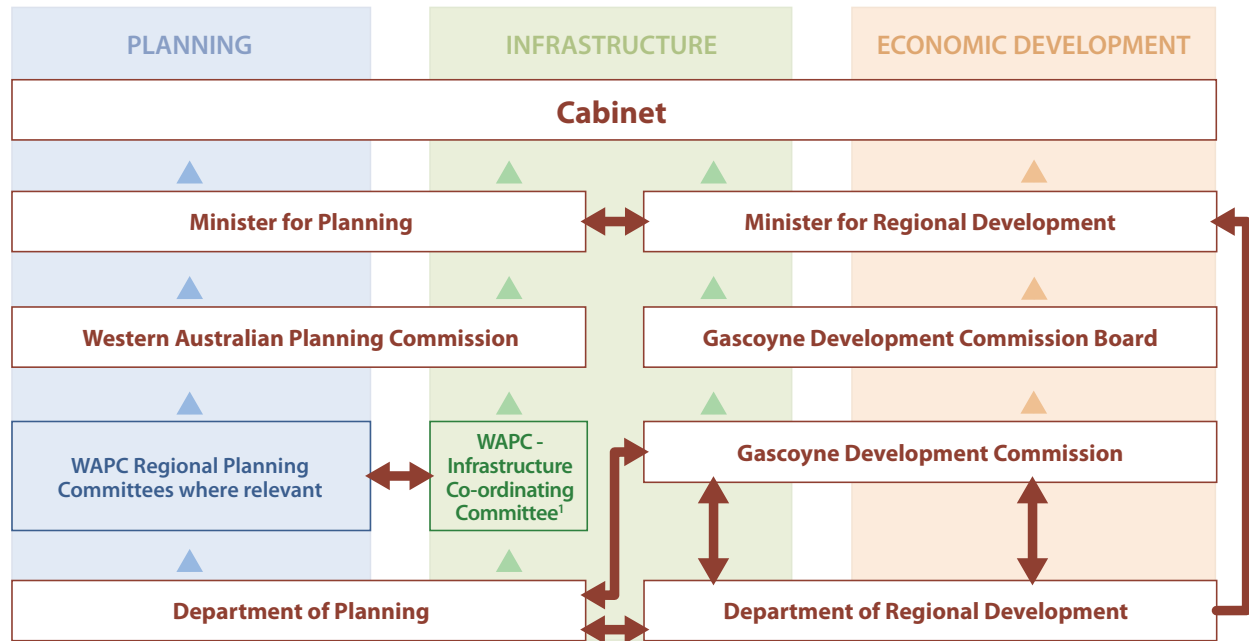 PLANNING
INFRASTRUCTURE
ECONOMIC DEVELOPMENT
Cabinet
Minister for Planning
Minister for Regional Development
Western Australian Planning Commission
Gascoyne Development Commission Board
WAPC Regional Planning
Committees where relevant
WAPC -
Infrastructure
Co-ordinating
Committee¹
Gascoyne Development Commission
Department of Planning
Department of Regional Development